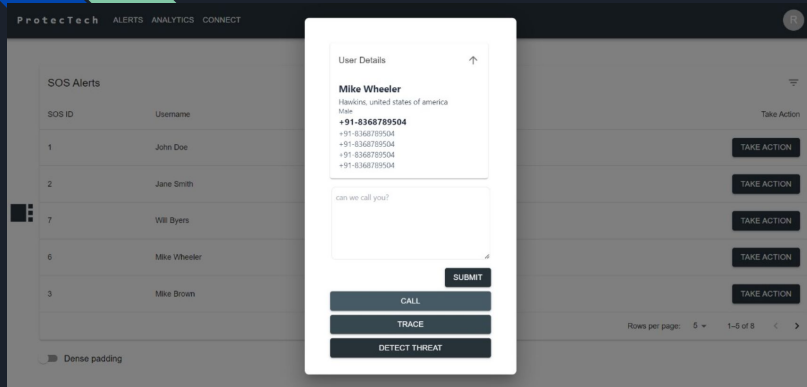 ProtecTech ALERTS ANALYTICS CONNECT R
SOS Alerts
SOS ID Username Take Action
1 John Doe TAKE ACTION
2 Jane Smith TAKE ACTION
7 Will Byers TAKE ACTION
6 Mike Wheeler TAKE ACTION
3 Mike Brown TAKE ACTION
Rows per page: 5 1–5 of 8
Dense padding
User Details
Mike Wheeler
Hawkins, united states of america
Male
+91-8368789504
+91-8368789504
+91-8368789504
+91-8368789504
+91-8368789504
can we call you?
SUBMIT
CALL
TRACE
DETECT THREAT